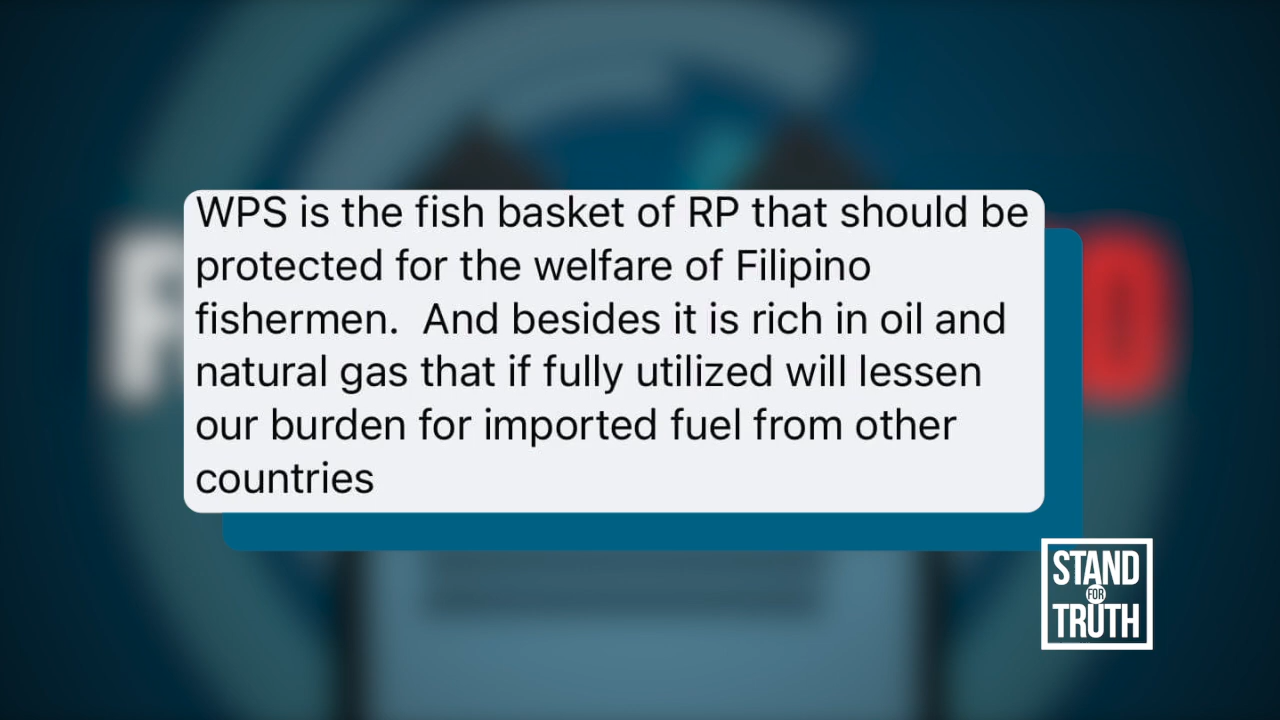 WPS is the fish basket of RP that should be
protected for the welfare of Filipino
fishermen.  And besides it is rich in oil and
natural gas that if fully utilized will lessen
our burden for imported fuel from other
countries
STAND
FOR
TRUTH